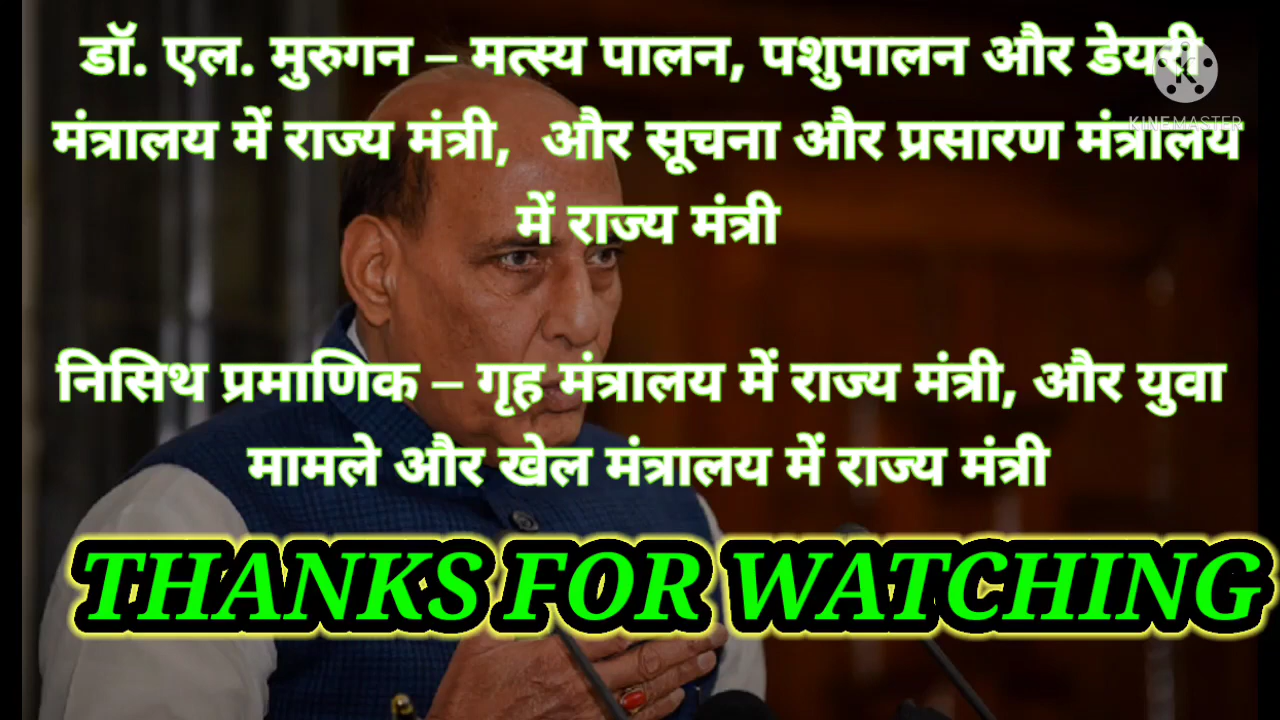 डॉ. एल. मुरुगन – मत्स्य पालन, पशुपालन और डेयरी
मंत्रालय में राज्य मंत्री, और सूचना और प्रसारण मंत्रालय
में राज्य मंत्री
निसिथ प्रमाणिक – गृह मंत्रालय में राज्य मंत्री, और युवा
मामले और खेल मंत्रालय में राज्य मंत्री
THANKS FOR WATCHING
K
KINEMASTER